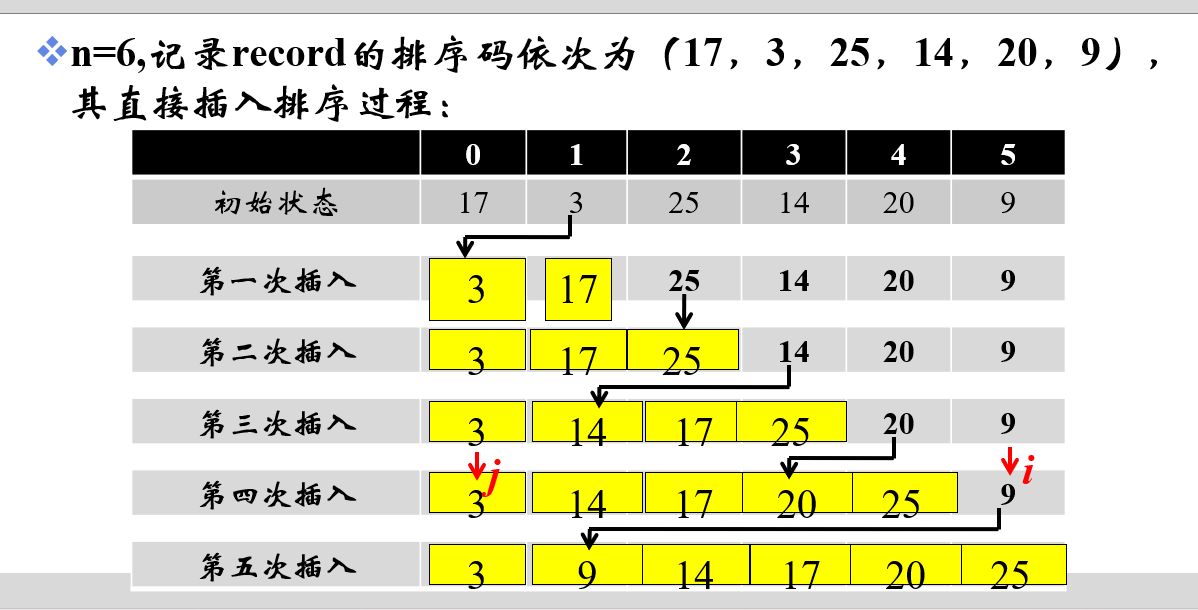 n=6,记录record的排序码依次为（17，3，25，14，20，9），
其直接插入排序过程：
0 1 2 3 4 5
初始状态 17 3 25 14 20 9
第一次插入 3 17 25 14 20 9
第二次插入 3 17 25 14 20 9
第三次插入 3 14 17 25 20 9
j i
第四次插入 3 14 17 20 25 9
第五次插入 3 9 14 17 20 25